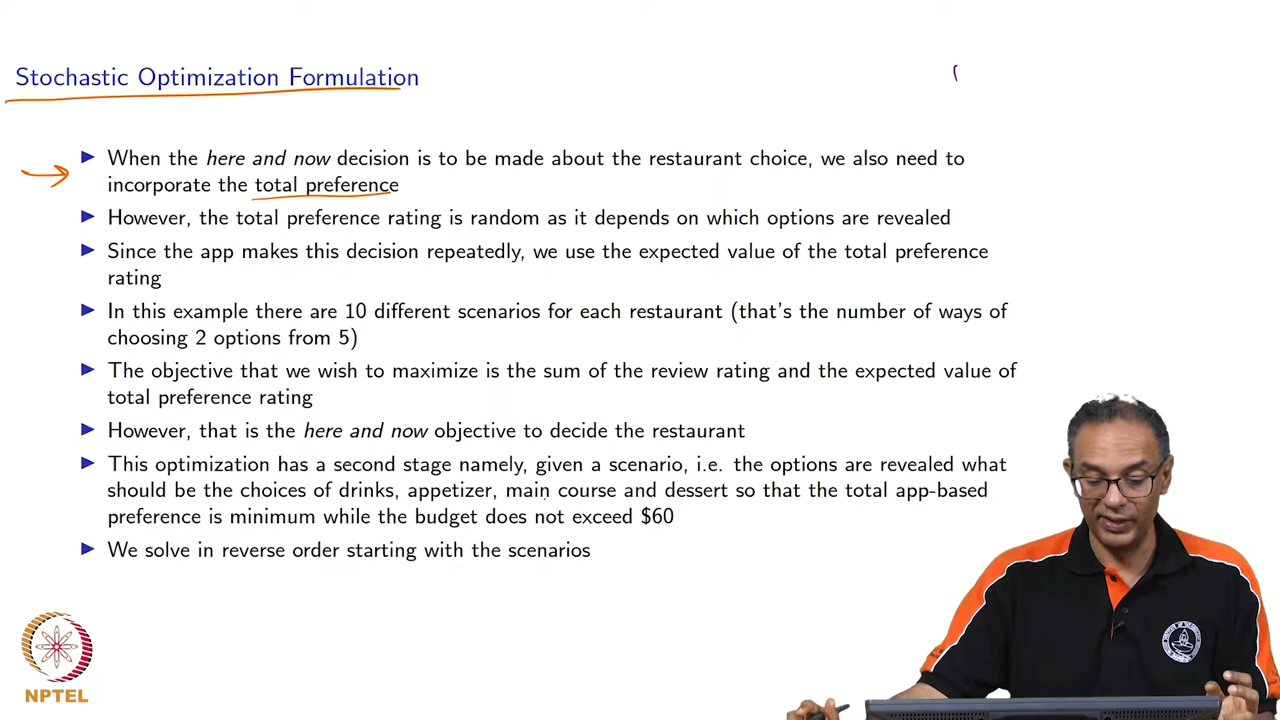 Stochastic Optimization Formulation
When the here and now decision is to be made about the restaurant choice, we also need to
incorporate the total preference
However, the total preference rating is random as it depends on which options are revealed
Since the app makes this decision repeatedly, we use the expected value of the total preference
rating
In this example there are 10 different scenarios for each restaurant (that's the number of ways of
choosing 2 options from 5)
The objective that we wish to maximize is the sum of the review rating and the expected value of
total preference rating
However, that is the here and now objective to decide the restaurant
This optimization has a second stage namely, given a scenario, i.e. the options are revealed what
should be the choices of drinks, appetizer, main course and dessert so that the total app-based
preference is minimum while the budget does not exceed $60
We solve in reverse order starting with the scenarios
NPTEL